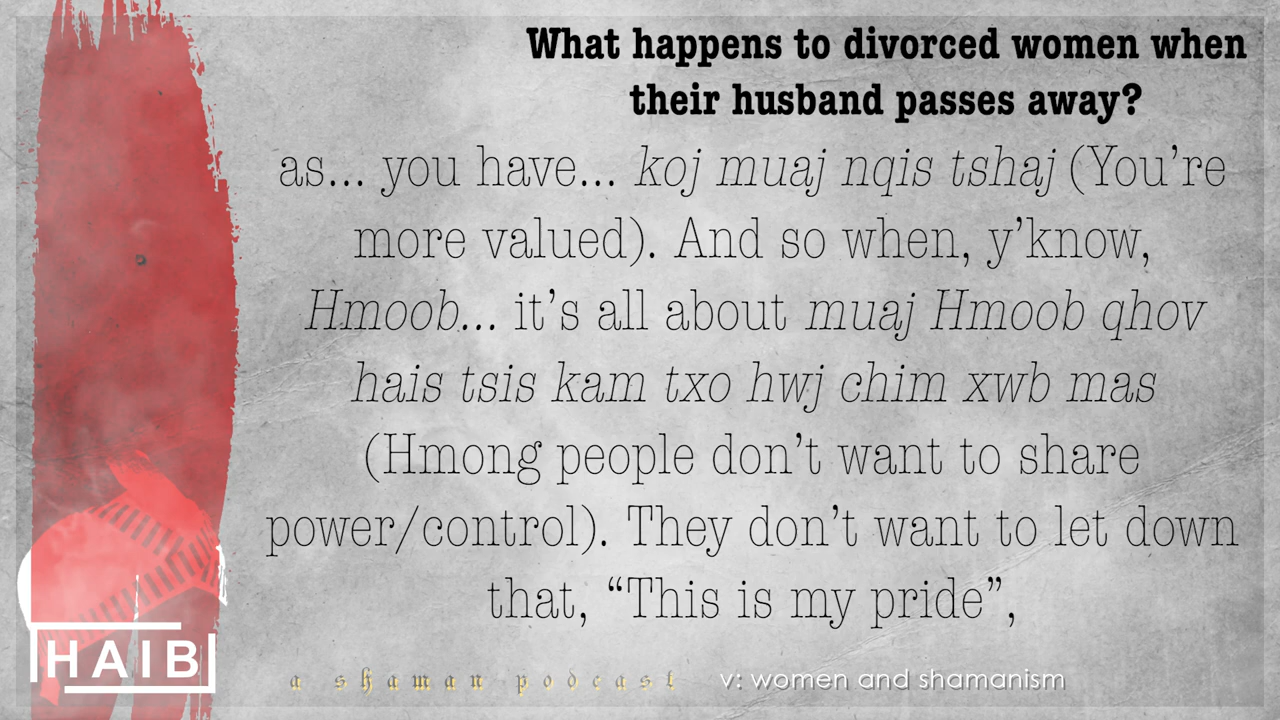 What happens to divorced women when
their husband passes away?
as... you have... koj muaj nqis tshaj (You’re
more valued). And so when, y’know,
Hmoob... it’s all about muaj Hmoob qhov
hais tsis kam txo hwj chim xwb mas
(Hmong people don’t want to share
power/control). They don’t want to let down
that, “This is my pride”,
HAIB
a shaman podcast
v: women and shamanism